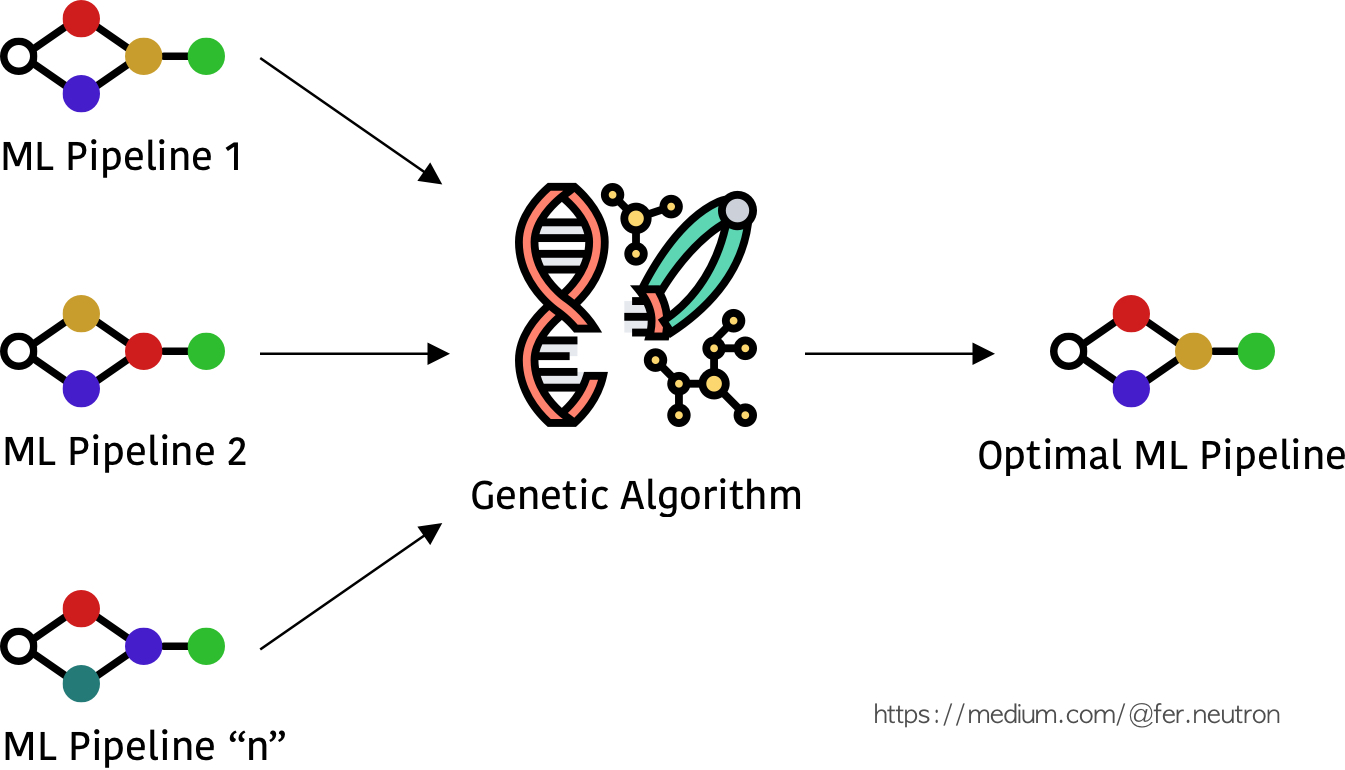 ML Pipeline 1
ML Pipeline 2
Genetic Algorithm
Optimal ML Pipeline
ML Pipeline “n”
https://medium.com/@fer.neutron